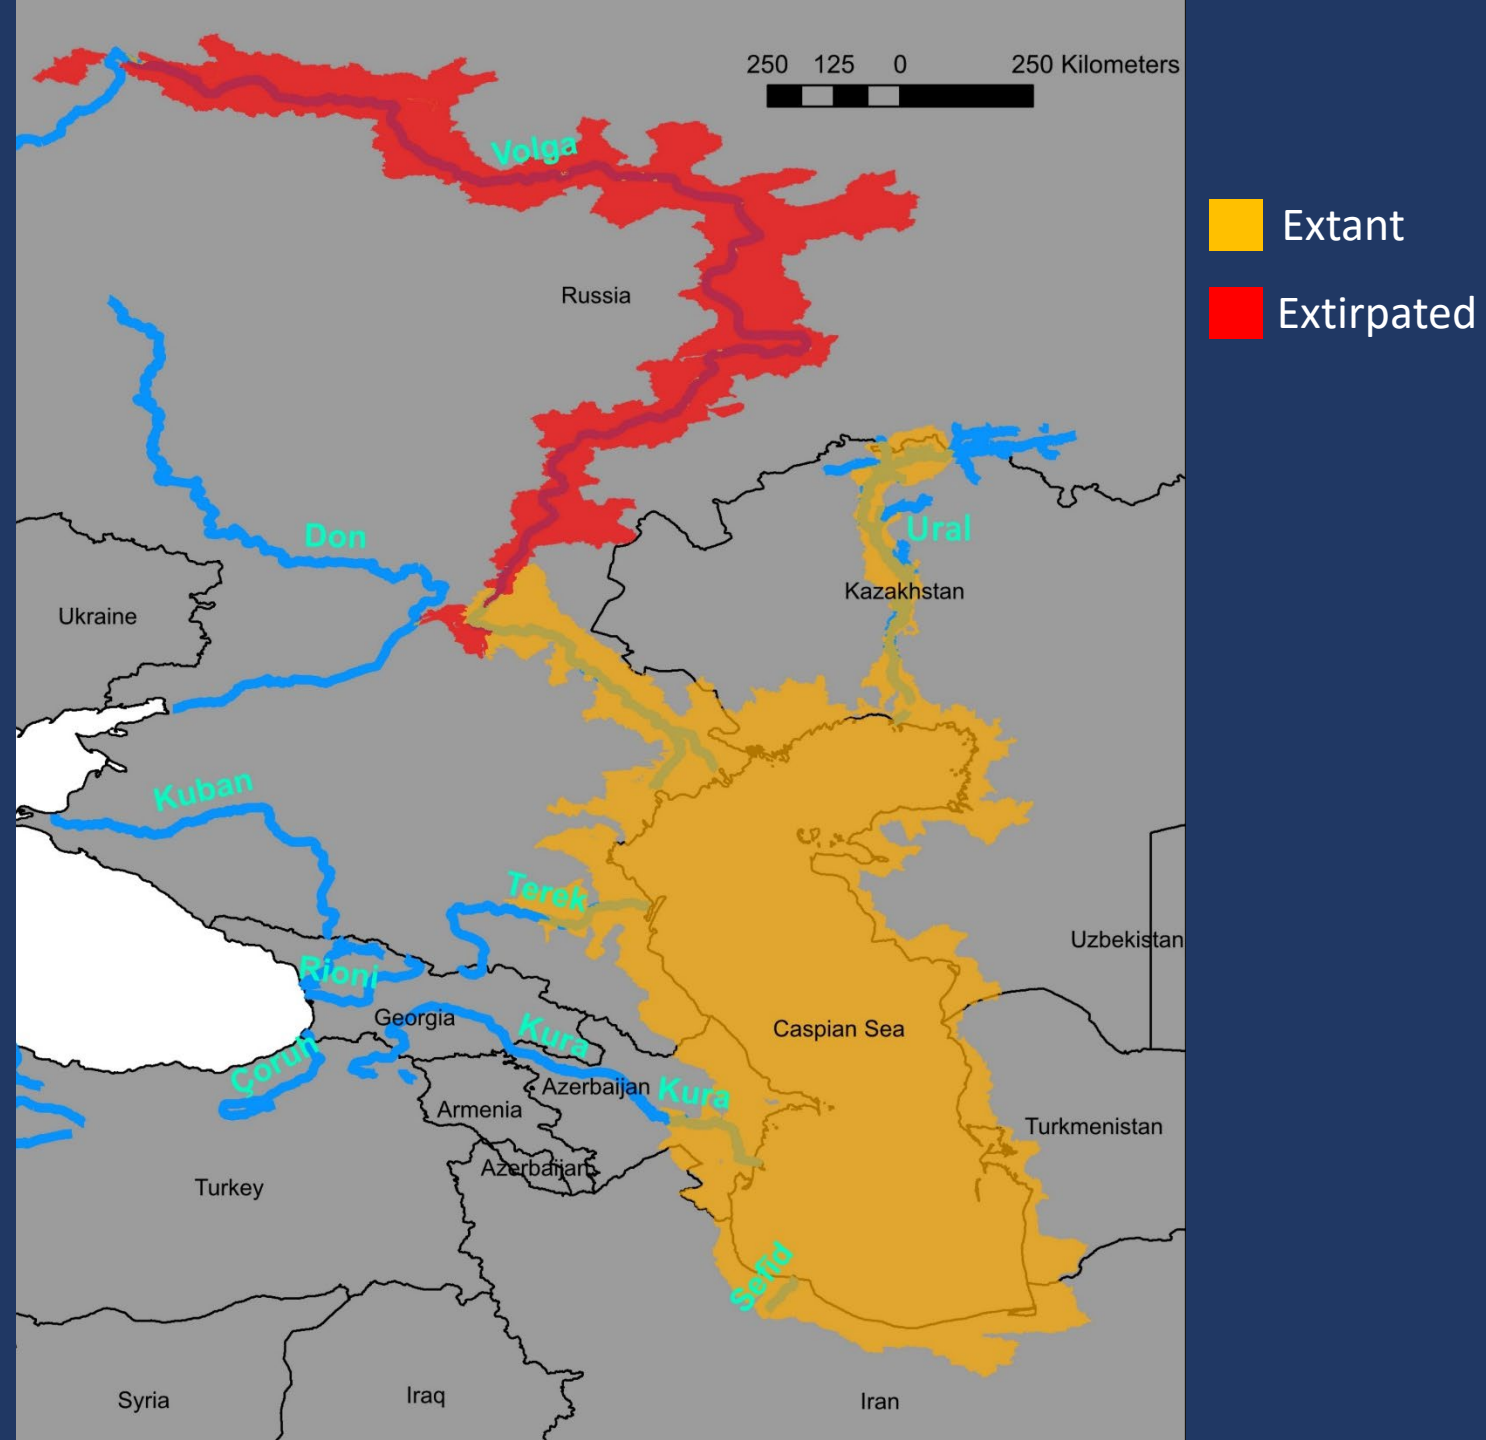 250 125 0 250 Kilometers
Volga
Extant
Russia
Extirpated
Don
Ural
Kazakhstan
Ukraine
Kuban
Terek
Uzbekistan
Rioni
Georgia
Kura
Caspian Sea
Çoruh
Azerbaijan
Kura
Armenia
Turkmenistan
Azerbaijan
Turkey
Sefid
Syria
Iraq
Iran